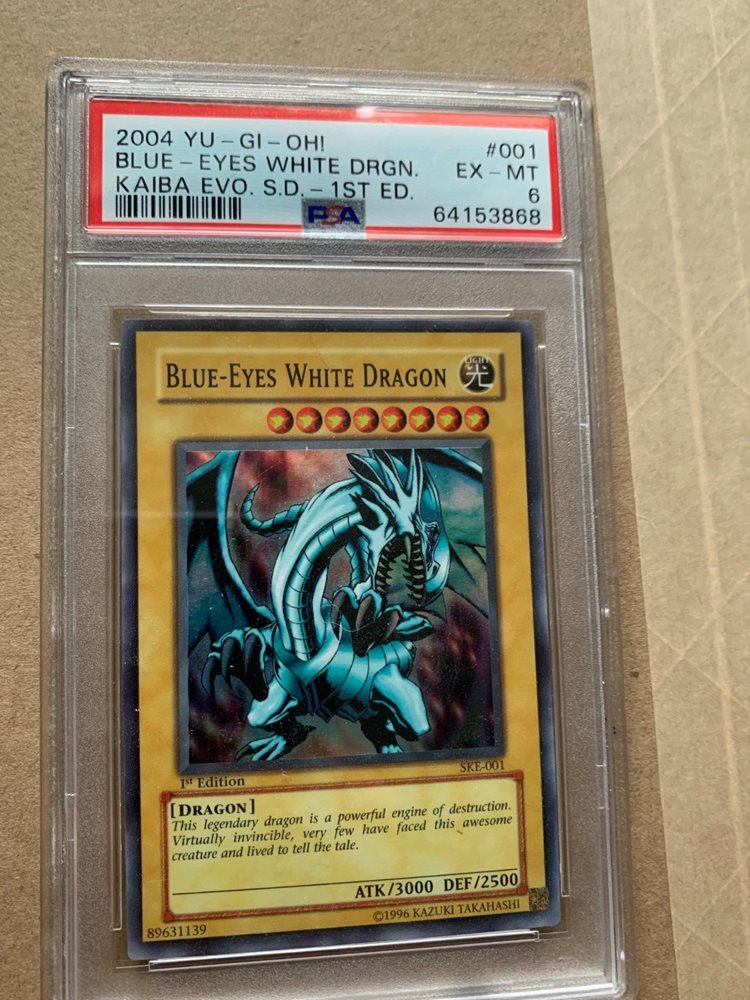 2004 YU-GI-OH! #001
BLUE-EYES WHITE DRGN. EX-MT
KAIBA EVO. S.D.-1ST ED. 6
PSA 64153868
BLUE-EYES WHITE DRAGON
LIGHT
光
SKE-001
1st Edition
[DRAGON]
This legendary dragon is a powerful engine of destruction.
Virtually invincible, very few have faced this awesome
creature and lived to tell the tale.
ATK/3000 DEF/2500
89631139 ©1996 KAZUKI TAKAHASHI